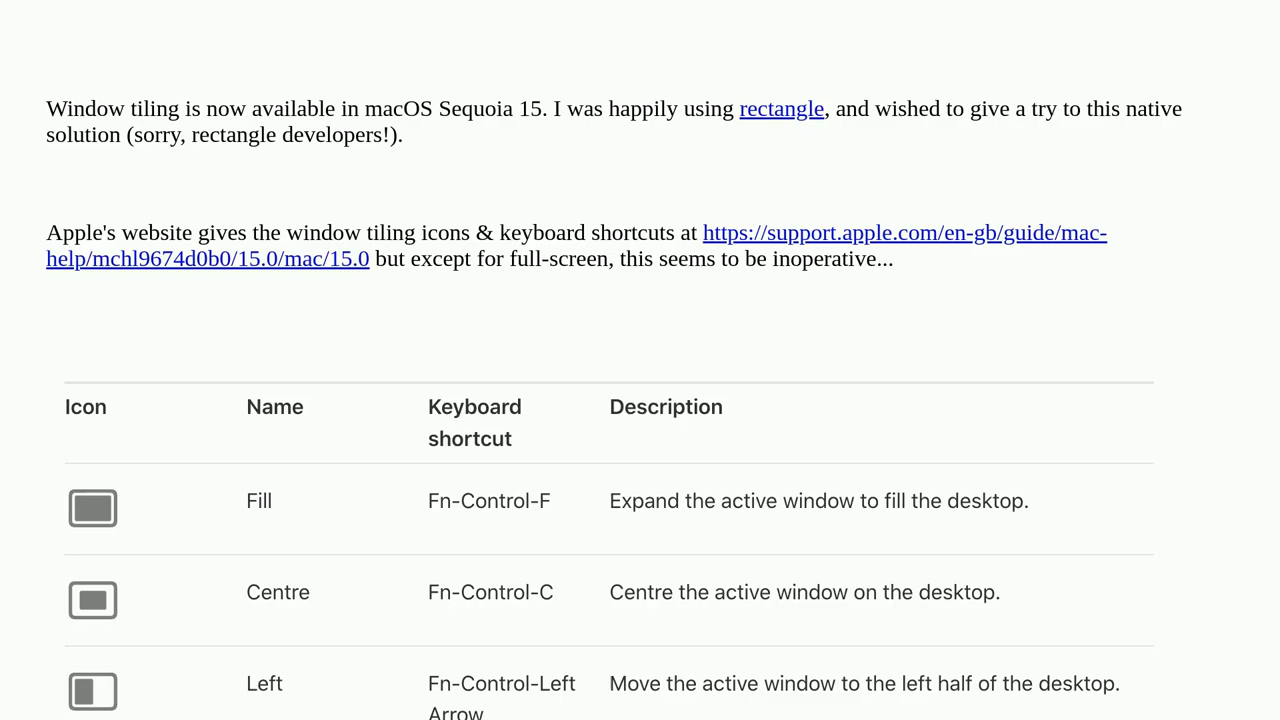 Window tiling is now available in macOS Sequoia 15. I was happily using rectangle, and wished to give a try to this native
solution (sorry, rectangle developers!).
Apple's website gives the window tiling icons & keyboard shortcuts at https://support.apple.com/en-gb/guide/mac-
help/mchl9674d0b0/15.0/mac/15.0 but except for full-screen, this seems to be inoperative...
Icon Name Keyboard shortcut Description
Fill Fn-Control-F Expand the active window to fill the desktop.
Centre Fn-Control-C Centre the active window on the desktop.
Left Fn-Control-Left Arrow Move the active window to the left half of the desktop.